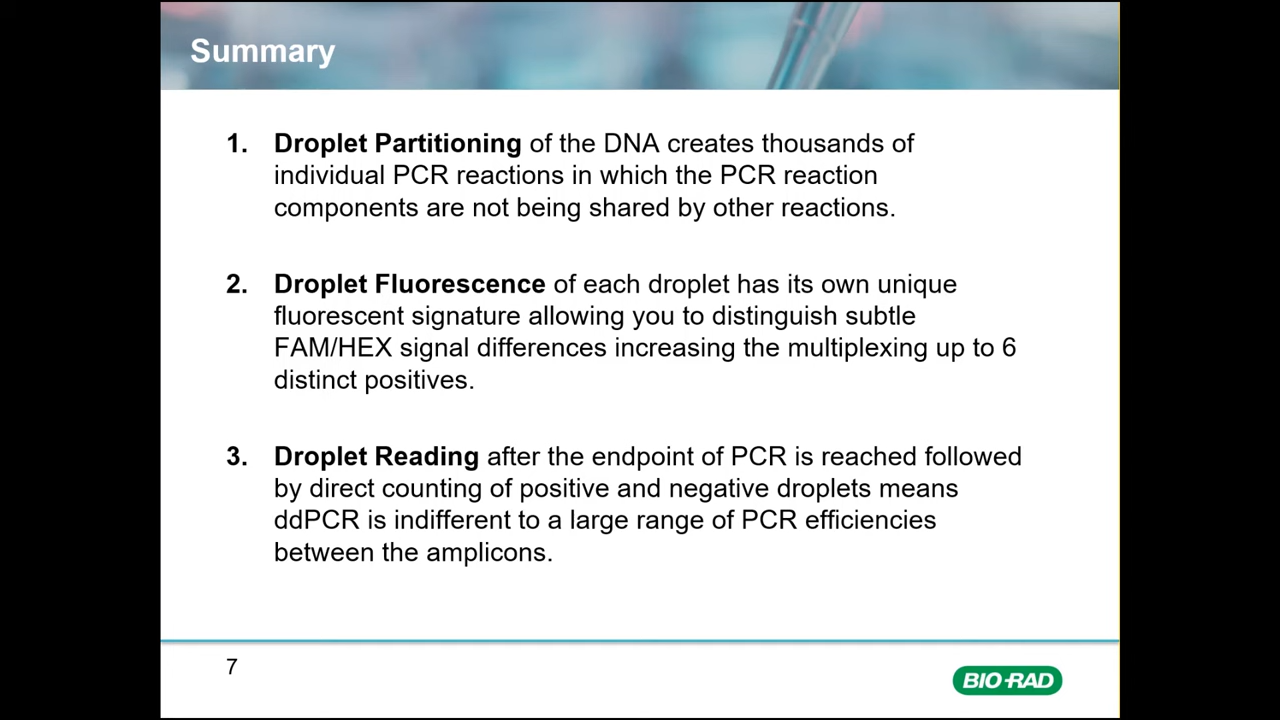 Summary
1. Droplet Partitioning of the DNA creates thousands of
individual PCR reactions in which the PCR reaction
components are not being shared by other reactions.
2. Droplet Fluorescence of each droplet has its own unique
fluorescent signature allowing you to distinguish subtle
FAM/HEX signal differences increasing the multiplexing up to 6
distinct positives.
3. Droplet Reading after the endpoint of PCR is reached followed
by direct counting of positive and negative droplets means
ddPCR is indifferent to a large range of PCR efficiencies
between the amplicons.
7
BIO-RAD